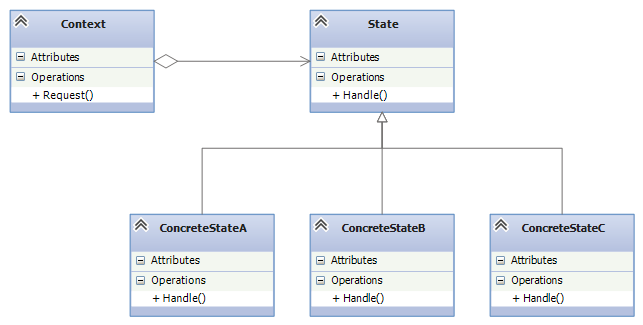 Context
Attributes
Operations
+ Request()
State
Attributes
Operations
+ Handle()
ConcreteStateA
Attributes
Operations
+ Handle()
ConcreteStateB
Attributes
Operations
+ Handle()
ConcreteStateC
Attributes
Operations
+ Handle()